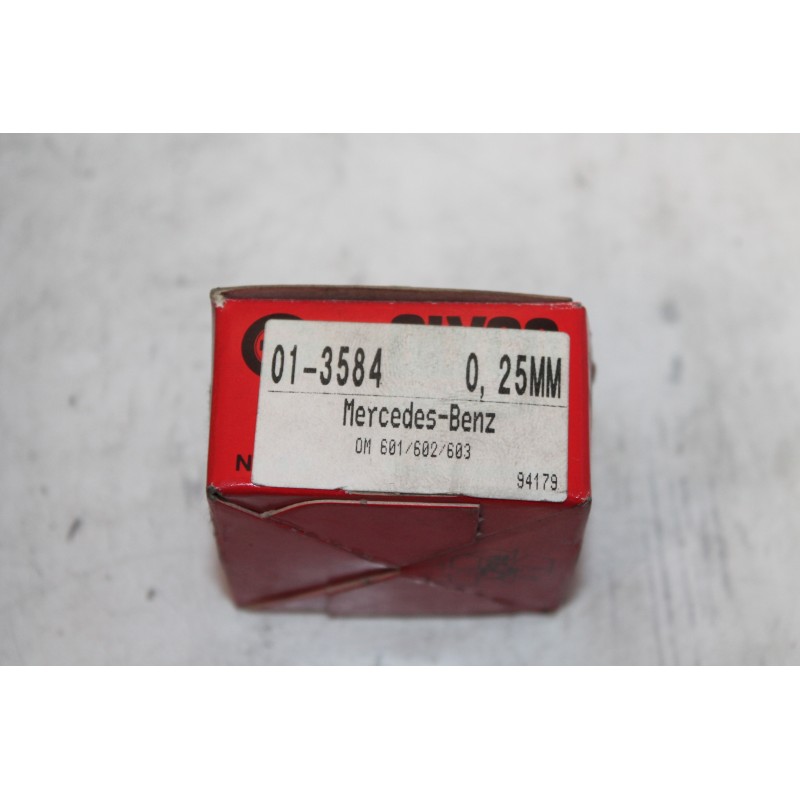 01-3584 0,25MM
Mercedes-Benz
OM 601/602/603
94179